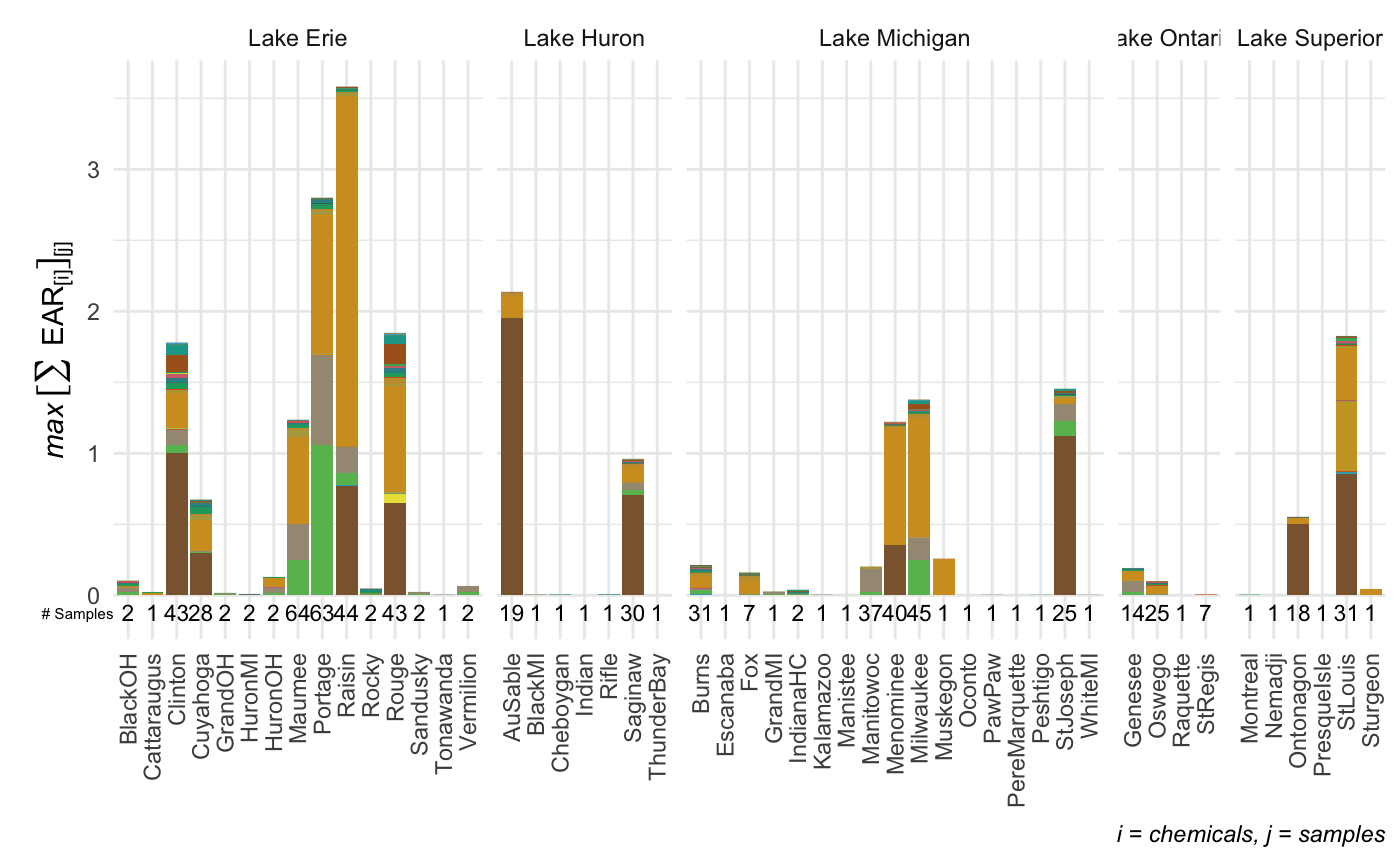 Lake Erie Lake Huron Lake Michigan ake Ontari Lake Superior
3
2
1
0
max [∑ EAR[i]][j]
# Samples 2 1 43 28 2 2 2 64 63 44 2 43 2 1 2 19 1 1 1 1 30 1 31 1 7 1 2 1 1 37 40 45 1 1 1 1 1 25 1 14 25 1 7 1 1 18 1 31 1
BlackOH
Cattaraugus
Clinton
Cuyahoga
GrandOH
HuronMI
HuronOH
Maumee
Portage
Raisin
Rocky
Rouge
Sandusky
Tonawanda
Vermilion
AuSable
BlackMI
Cheboygan
Indian
Rifle
Saginaw
ThunderBay
Burns
Escanaba
Fox
GrandMI
IndianaHC
Kalamazoo
Manistee
Manitowoc
Menominee
Milwaukee
Muskegon
Oconto
PawPaw
PereMarquette
Peshtigo
StJoseph
WhiteMI
Genesee
Oswego
Raquette
StRegis
Montreal
Nemadji
Ontonagon
PresqueIsle
StLouis
Sturgeon
i = chemicals, j = samples